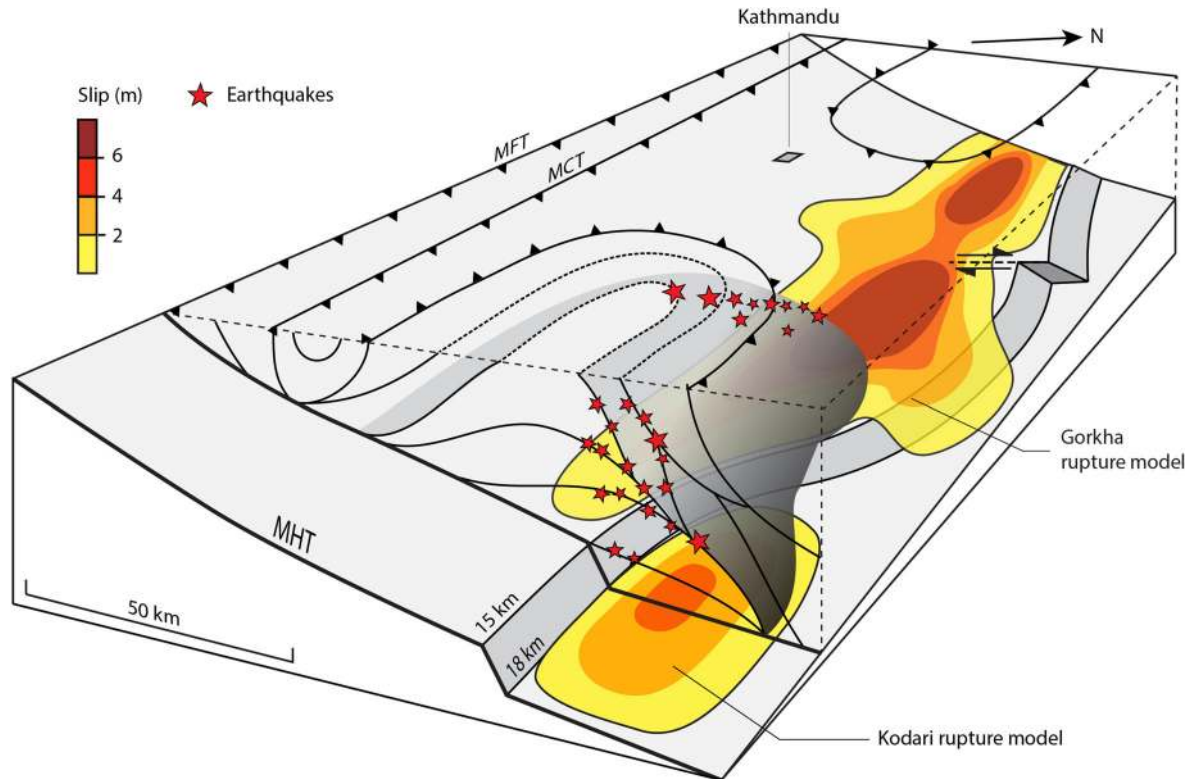 Kathmandu
N
Slip (m)
Earthquakes
6
4
2
MFT
MCT
Gorkha
rupture model
MHT
50 km
15 km
18 km
Kodari rupture model